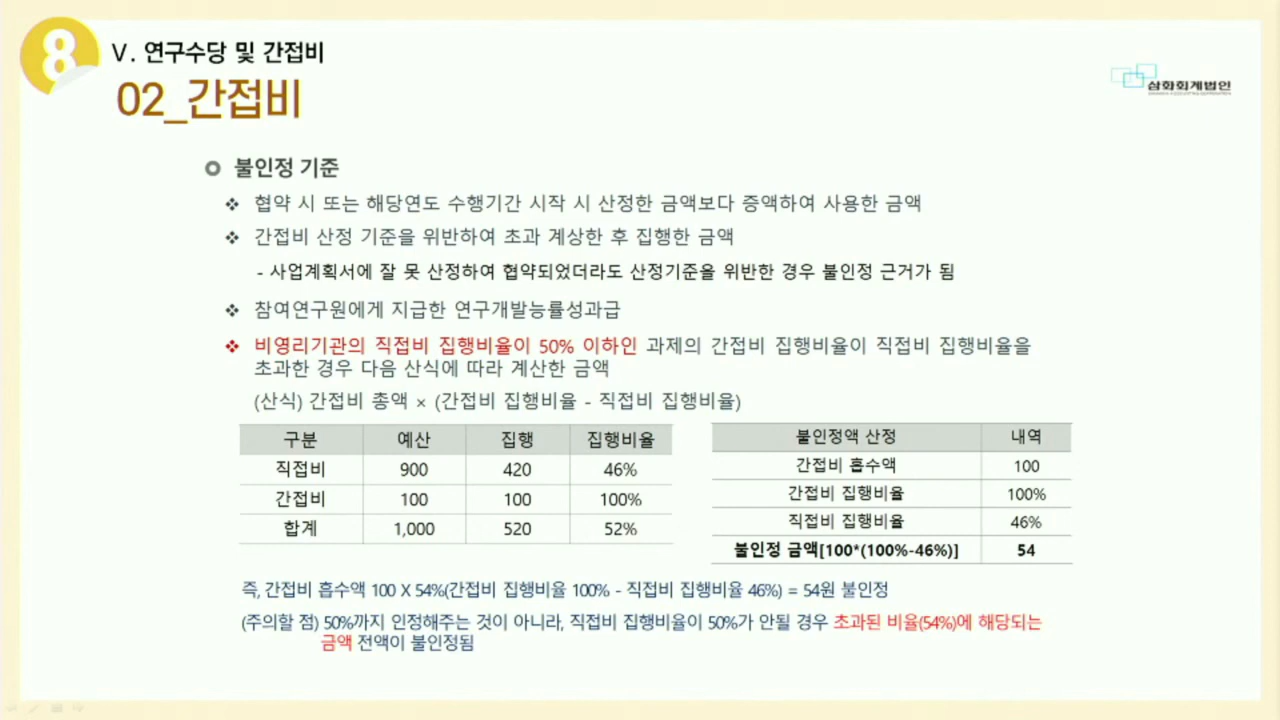 8
Ⅴ. 연구수당 및 간접비
02_간접비
삼화회계법인
불인정 기준
❖ 협약 시 또는 해당연도 수행기간 시작 시 산정한 금액보다 증액하여 사용한 금액
❖ 간접비 산정 기준을 위반하여 초과 계상한 후 집행한 금액
- 사업계획서에 잘 못 산정하여 협약되었더라도 산정기준을 위반한 경우 불인정 근거가 됨
❖ 참여연구원에게 지급한 연구개발능률성과급
❖ 비영리기관의 직접비 집행비율이 50% 이하인 과제의 간접비 집행비율이 직접비 집행비율을
초과한 경우 다음 산식에 따라 계산한 금액
(산식) 간접비 총액 × (간접비 집행비율 - 직접비 집행비율)
구분 예산 집행 집행비율
직접비 900 420 46%
간접비 100 100 100%
합계 1,000 520 52%
불인정액 산정 내역
간접비 흡수액 100
간접비 집행비율 100%
직접비 집행비율 46%
불인정 금액[100*(100%-46%)] 54
즉, 간접비 흡수액 100 X 54%(간접비 집행비율 100% - 직접비 집행비율 46%) = 54원 불인정
(주의할 점) 50%까지 인정해주는 것이 아니라, 직접비 집행비율이 50%가 안될 경우 초과된 비율(54%)에 해당되는
금액 전액이 불인정됨